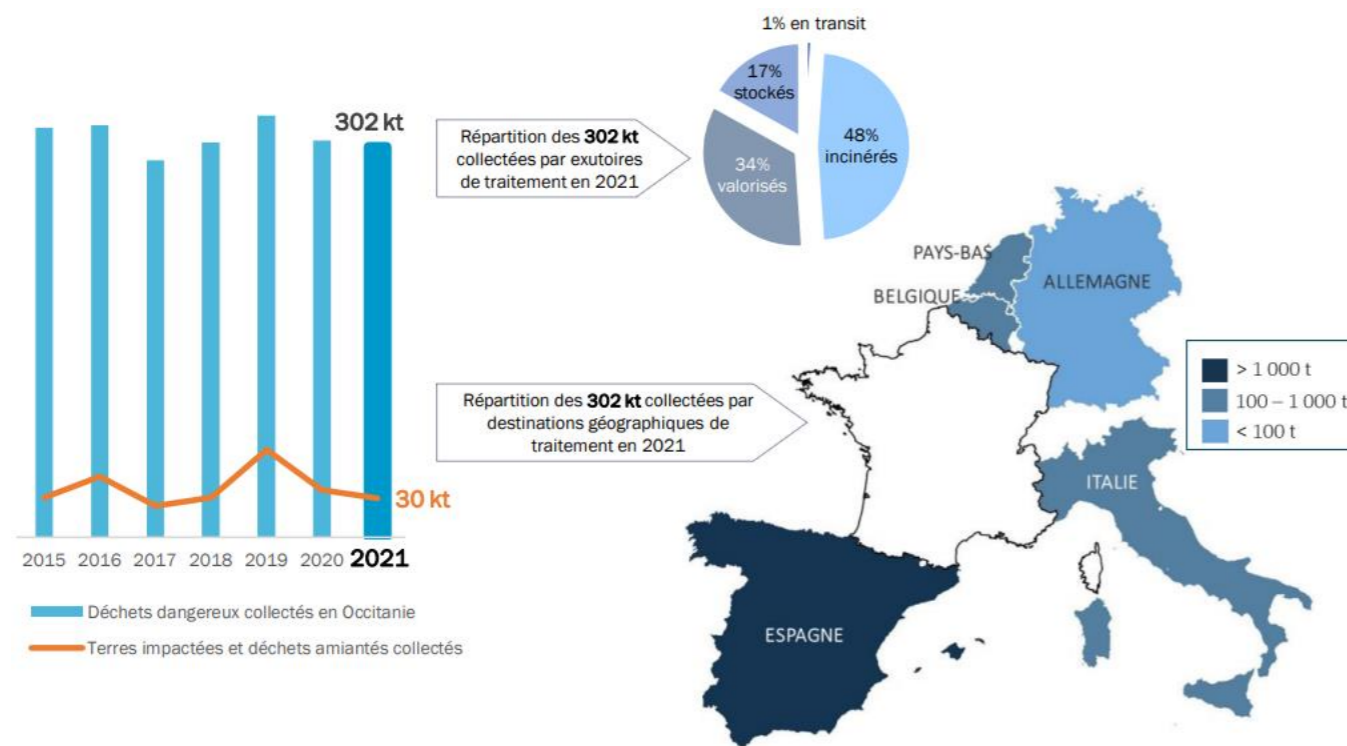 1% en transit
17%
stockés
48%
incinérés
34%
valorisés
302 kt
Répartition des 302 kt
collectées par exutoires
de traitement en 2021
PAYS-BAS
ALLEMAGNE
BELGIQUE
> 1 000 t
100 – 1 000 t
< 100 t
Répartition des 302 kt collectées par
destinations géographiques de
traitement en 2021
ITALIE
30 kt
ESPAGNE
2015 2016 2017 2018 2019 2020 2021
Déchets dangereux collectés en Occitanie
Terres impactées et déchets amiantés collectés